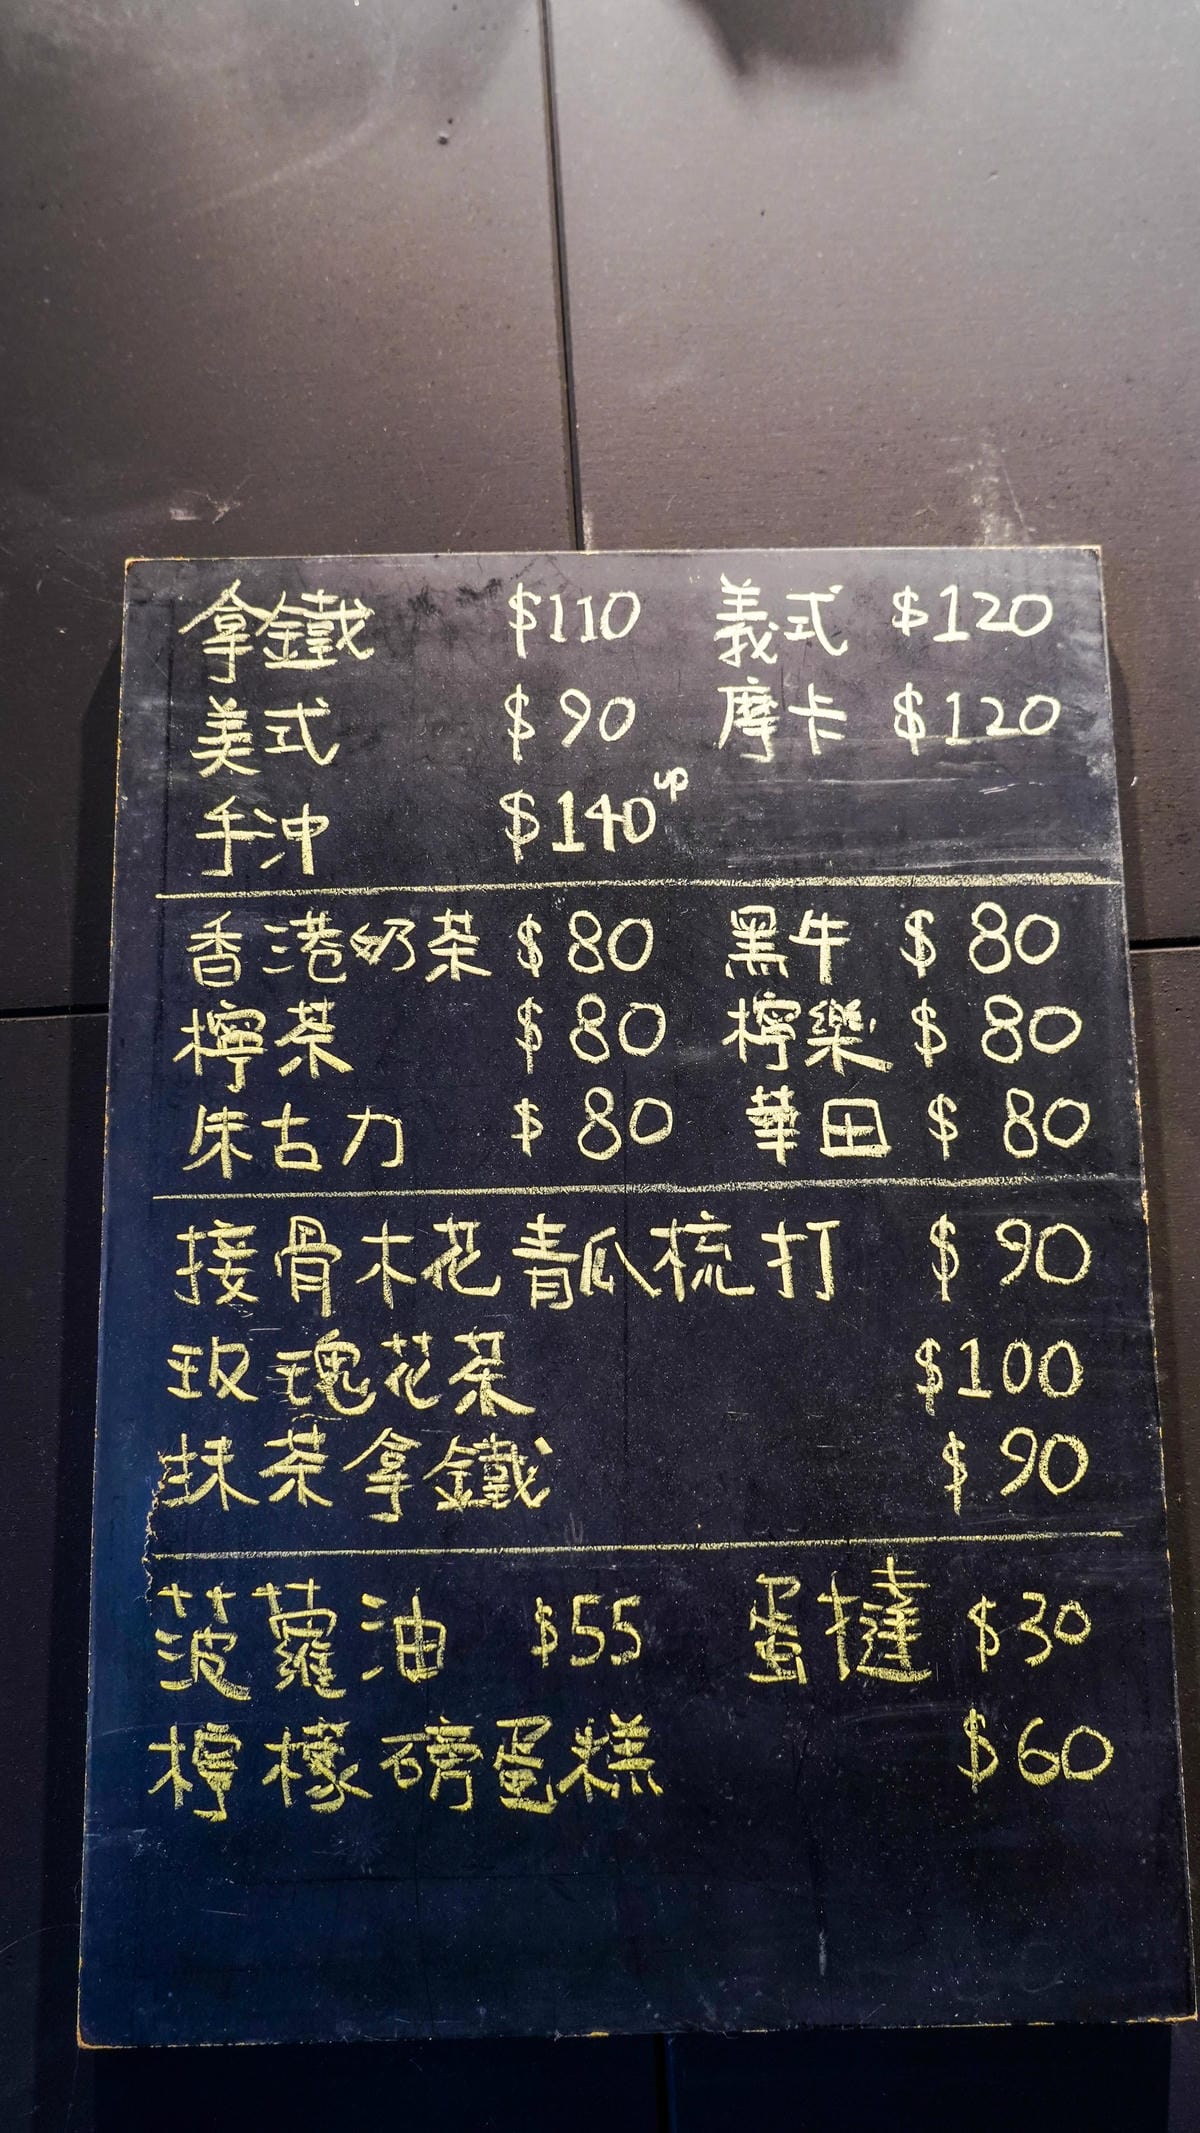 拿鐵 $110 義式 $120
美式 $90 摩卡 $120
手沖 $140up
香港奶茶 $80 黑牛 $80
檸茶 $80 檸樂 $80
朱古力 $80 華田 $80
接骨木花青瓜梳打 $90
玫瑰花茶 $100
抹茶拿鐵 $90
菠蘿油 $55 蛋撻 $30
檸檬磅蛋糕 $60